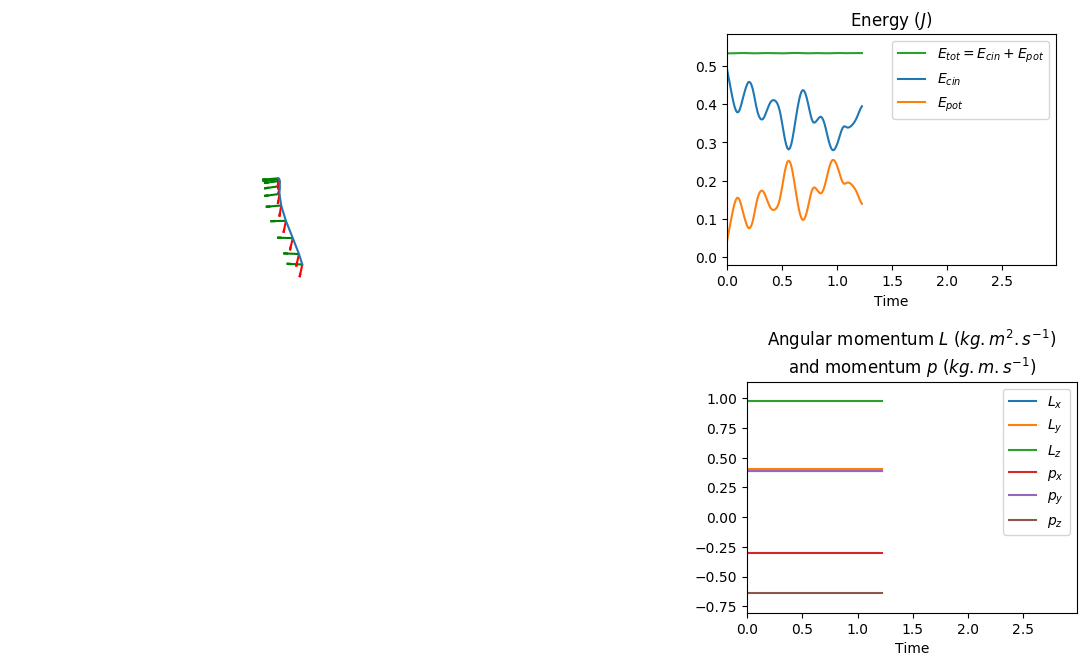 Energy (J)
0.5
0.4
0.3
0.2
0.1
0.0
E_tot = E_cin + E_pot
E_cin
E_pot
0.0 0.5 1.0 1.5 2.0 2.5
Time
Angular momentum L (kg.m².s⁻¹)
and momentum p (kg.m.s⁻¹)
1.00
0.75
0.50
0.25
0.00
−0.25
−0.50
−0.75
L_x
L_y
L_z
p_x
p_y
p_z
0.0 0.5 1.0 1.5 2.0 2.5
Time